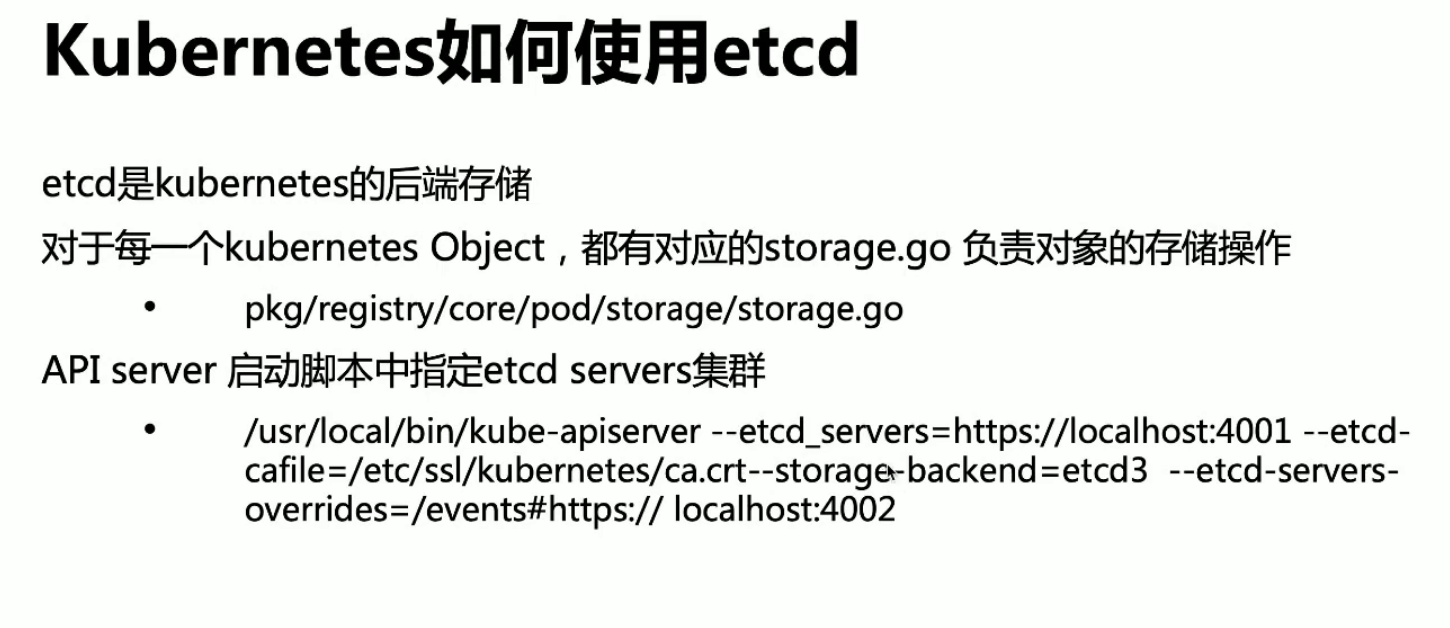 Kubernetes如何使用etcd
etcd是kubernetes的后端存储
对于每一个kubernetes Object，都有对应的storage.go 负责对象的存储操作
• pkg/registry/core/pod/storage/storage.go
API server 启动脚本中指定etcd servers集群
• /usr/local/bin/kube-apiserver --etcd_servers=https://localhost:4001 --etcd-
cafile=/etc/ssl/kubernetes/ca.crt--storage-backend=etcd3 --etcd-servers-
overrides=/events#https:// localhost:4002